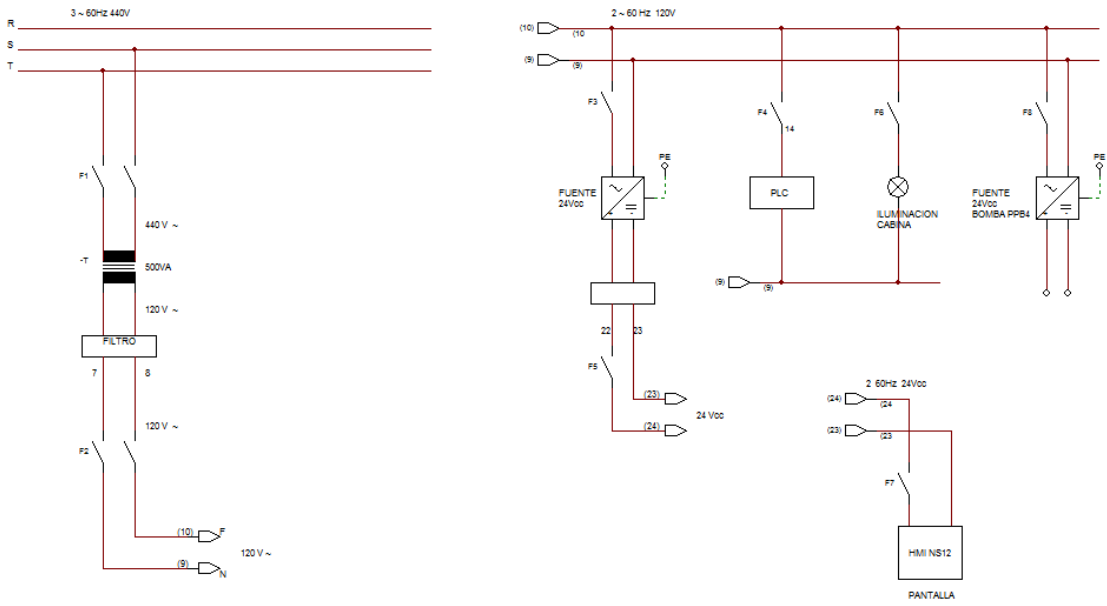 3 ~ 60Hz 440V
R
S
T
F1
440 V ~
-T
500VA
120 V ~
FILTRO
7
8
120 V ~
F2
(10)
F
120 V ~
(9)
N
2 ~ 60 Hz 120V
(10)
(10
(9)
(9)
F3
F4
14
F6
F8
PE
PE
FUENTE
24Vcc
PLC
ILUMINACION
CABINA
FUENTE
24Vcc
BOMBA PPB4
(9)
(9)
22
23
F5
(23)
24 Vcc
(24)
2 60Hz 24Vcc
(24)
(24
(23)
(23
F7
HMI NS12
PANTALLA